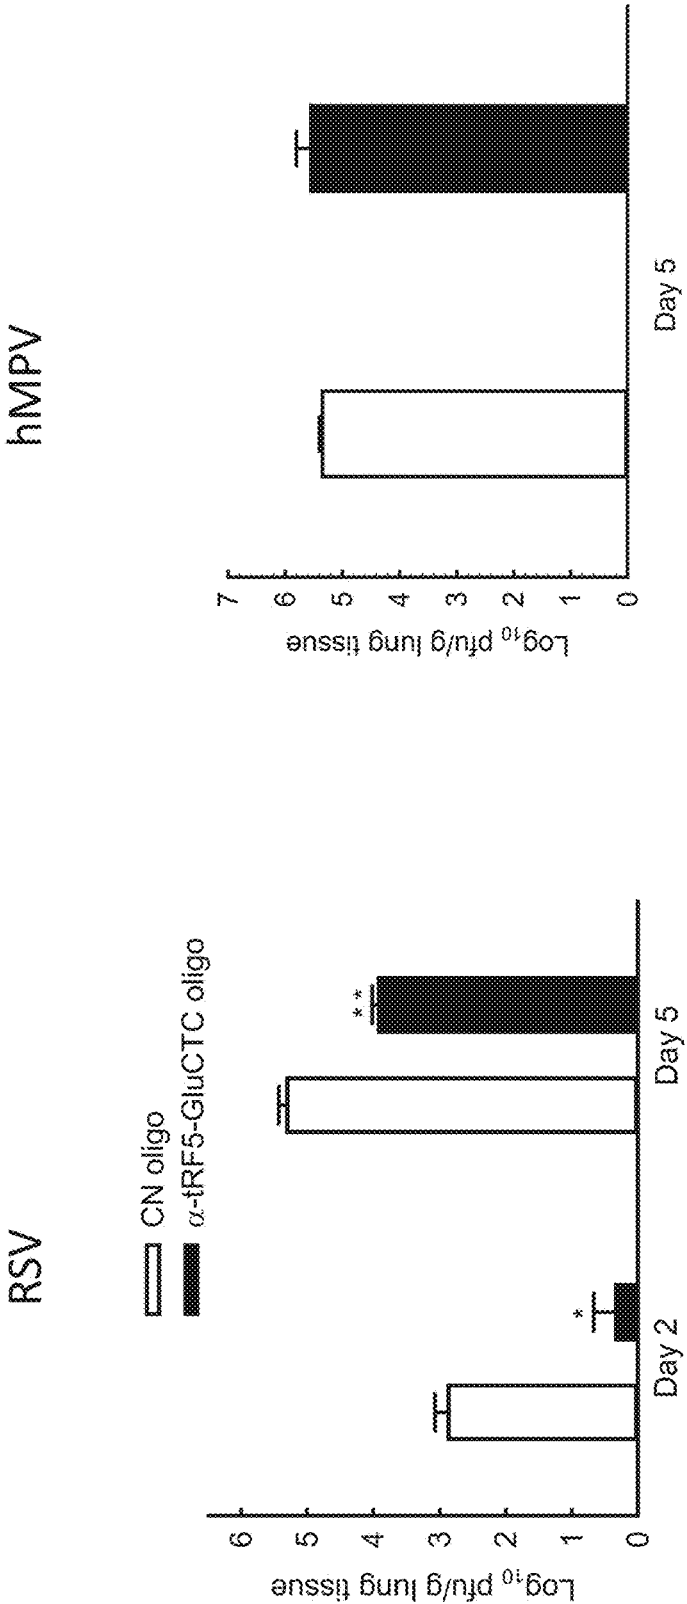 RSV
CN oligo
α-tRF5-GluCTC oligo
Log10 pfu/g lung tissue
6
5
4
3
2
1
0
*
**
Day 2
Day 5
hMPV
Log10 pfu/g lung tissue
7
6
5
4
3
2
1
0
Day 5